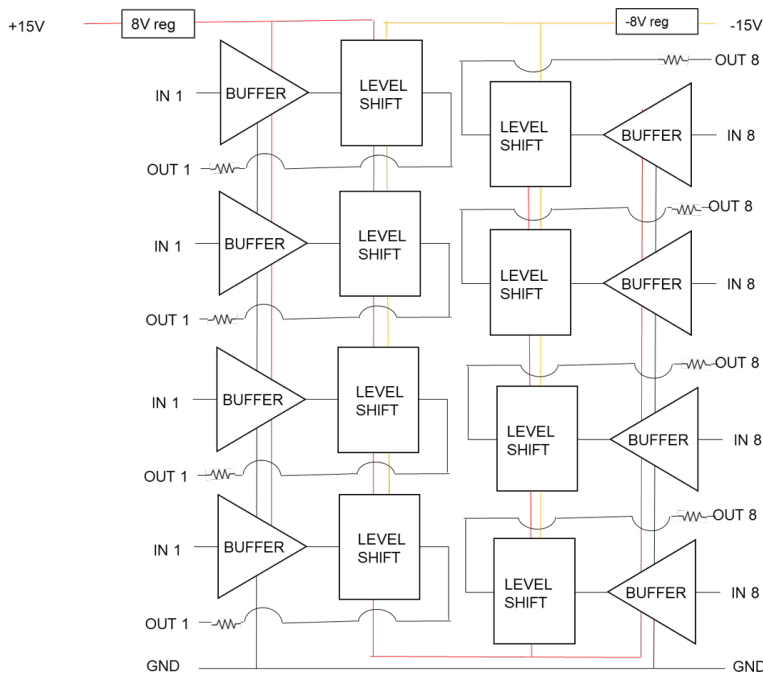 +15V
8V reg
-8V reg
-15V
OUT 8
IN 1
BUFFER
LEVEL
SHIFT
LEVEL
SHIFT
BUFFER
IN 8
OUT 1
OUT 8
IN 1
BUFFER
LEVEL
SHIFT
LEVEL
SHIFT
BUFFER
IN 8
OUT 1
OUT 8
IN 1
BUFFER
LEVEL
SHIFT
LEVEL
SHIFT
BUFFER
IN 8
OUT 1
OUT 8
IN 1
BUFFER
LEVEL
SHIFT
LEVEL
SHIFT
BUFFER
IN 8
OUT 1
GND
GND